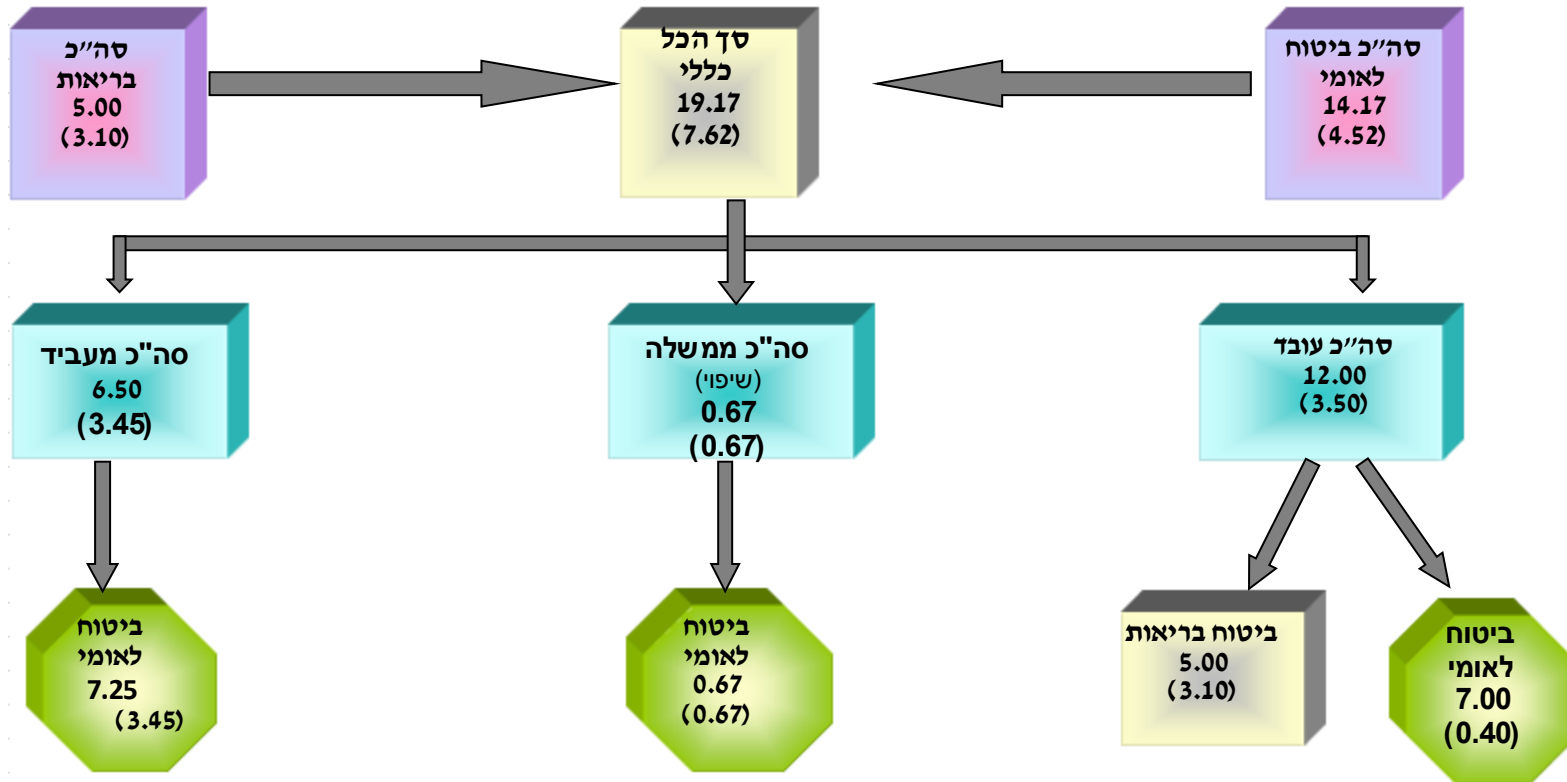 סה״כ ביטוח
לאומי
14.17
(4.52)
סך הכל
כללי
19.17
(7.62)
סה״כ
בריאות
5.00
(3.10)
סה״כ עובד
12.00
(3.50)
סה"כ ממשלה
(שיפוי)
0.67
(0.67)
סה"כ מעביד
6.50
(3.45)
ביטוח
לאומי
7.00
(0.40)
ביטוח בריאות
5.00
(3.10)
ביטוח
לאומי
0.67
(0.67)
ביטוח
לאומי
7.25
(3.45)